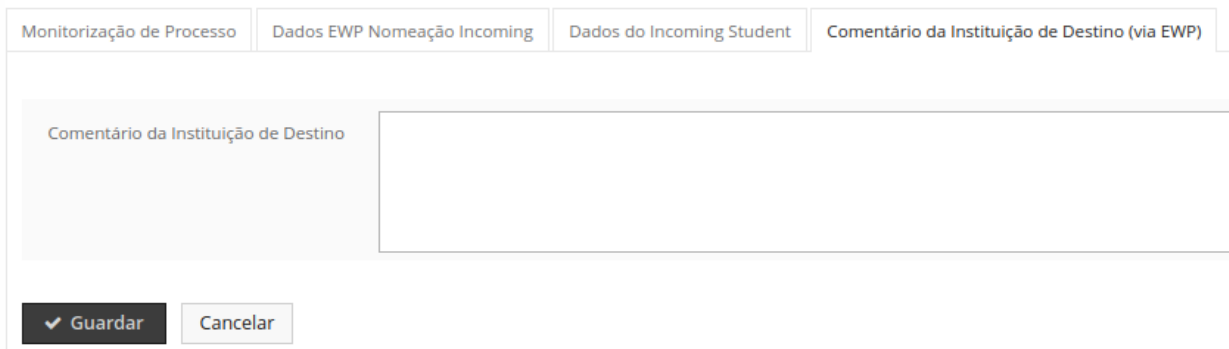 Monitorização de Processo
Dados EWP Nomeação Incoming
Dados do Incoming Student
Comentário da Instituição de Destino (via EWP)
Comentário da Instituição de Destino
Guardar
Cancelar